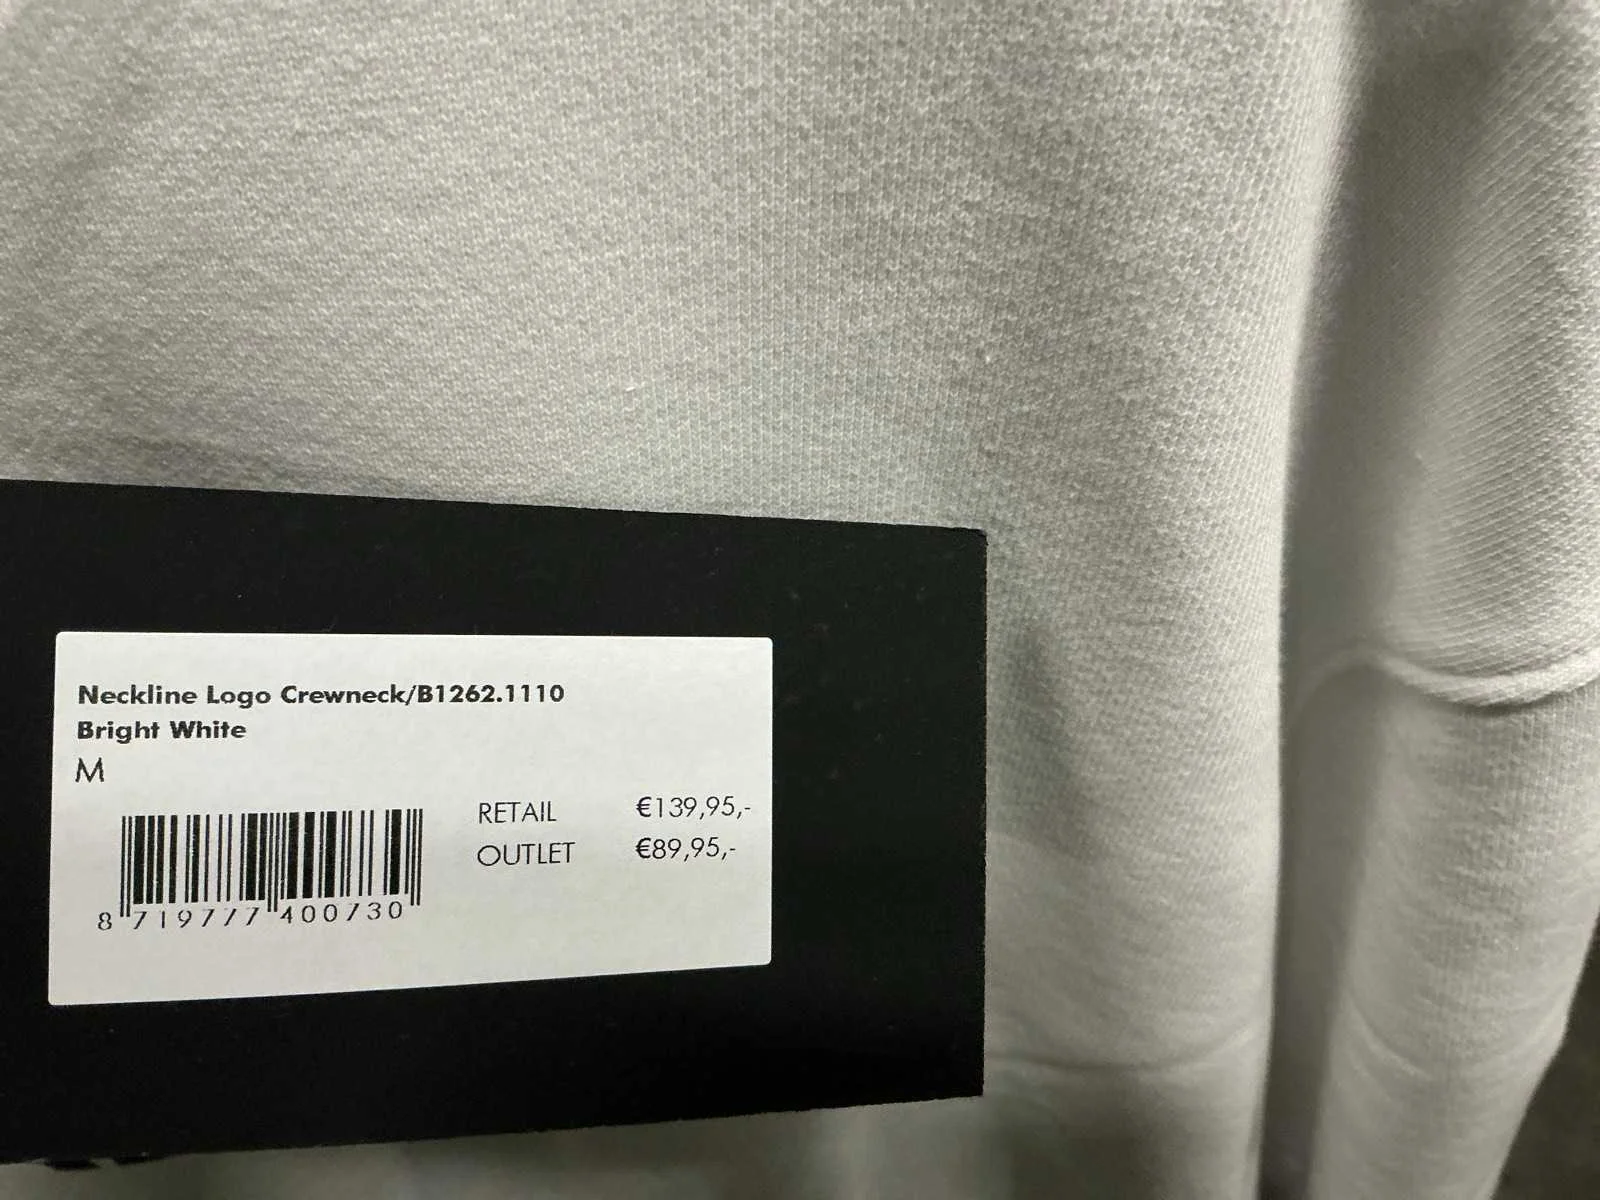 Neckline Logo Crewneck/B1262.1110
Bright White
M
RETAIL €139,95,-
OUTLET €89,95,-
8 719777 400730